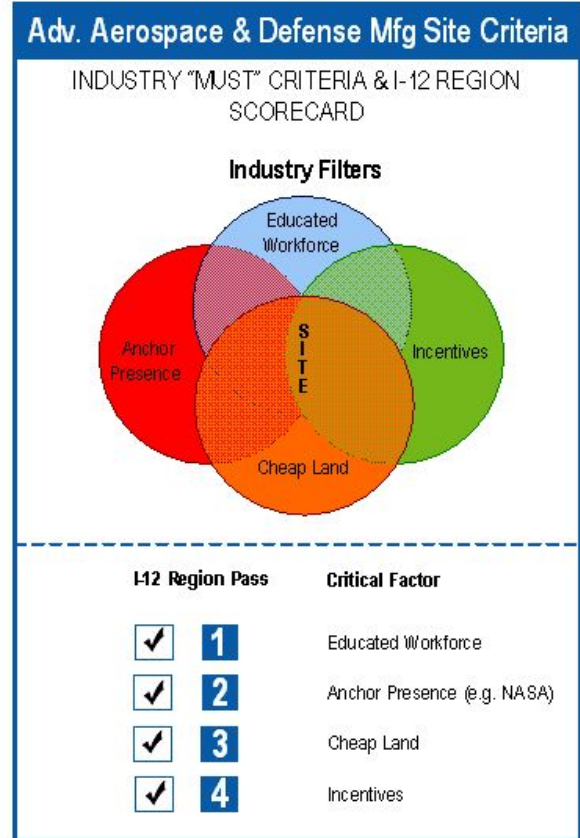 Adv. Aerospace & Defense Mfg Site Criteria
INDUSTRY "MUST" CRITERIA & I-12 REGION
SCORECARD
Industry Filters
Educated
Workforce
Anchor
Presence
S
I
T
E
Incentives
Cheap Land
I-12 Region Pass Critical Factor
1 Educated Workforce
2 Anchor Presence (e.g. NASA)
3 Cheap Land
4 Incentives